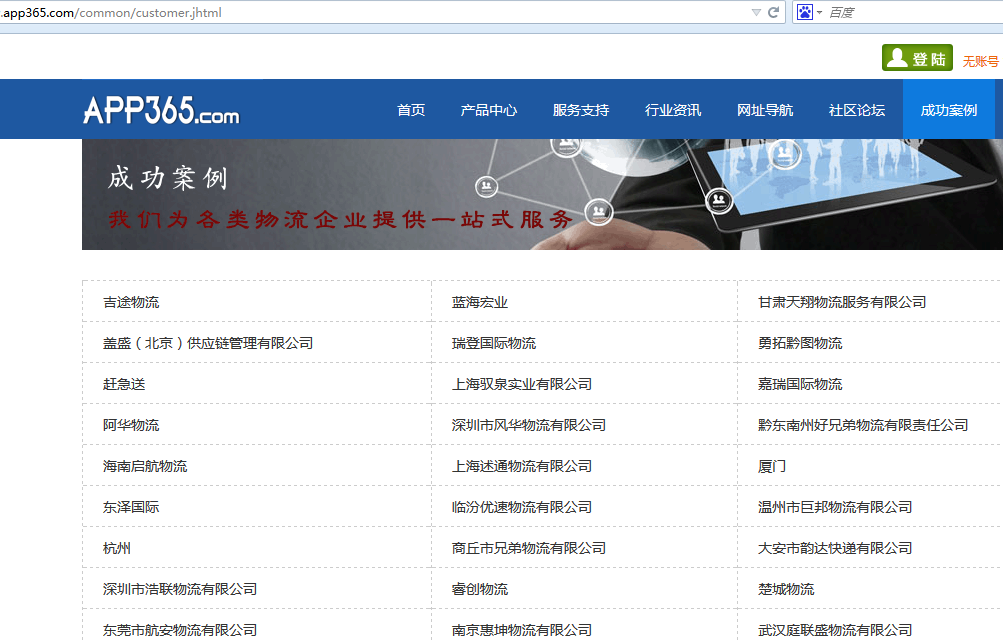 .app365.com/common/customer.jhtml
百度
登陆
无账号
APP365.com
首页 产品中心 服务支持 行业资讯 网址导航 社区论坛 成功案例
成功案例
我们为各类物流企业提供一站式服务
吉途物流 蓝海宏业 甘肃天翔物流服务有限公司
盖盛（北京）供应链管理有限公司 瑞登国际物流 勇拓黔图物流
赶急送 上海驭泉实业有限公司 嘉瑞国际物流
阿华物流 深圳市风华物流有限公司 黔东南州好兄弟物流有限责任公司
海南启航物流 上海述通物流有限公司 厦门
东泽国际 临汾优速物流有限公司 温州市巨邦物流有限公司
杭州 商丘市兄弟物流有限公司 大安市韵达快递有限公司
深圳市浩联物流有限公司 睿创物流 楚城物流
东莞市航安物流有限公司 南京惠坤物流有限公司 武汉庭联盛物流有限公司